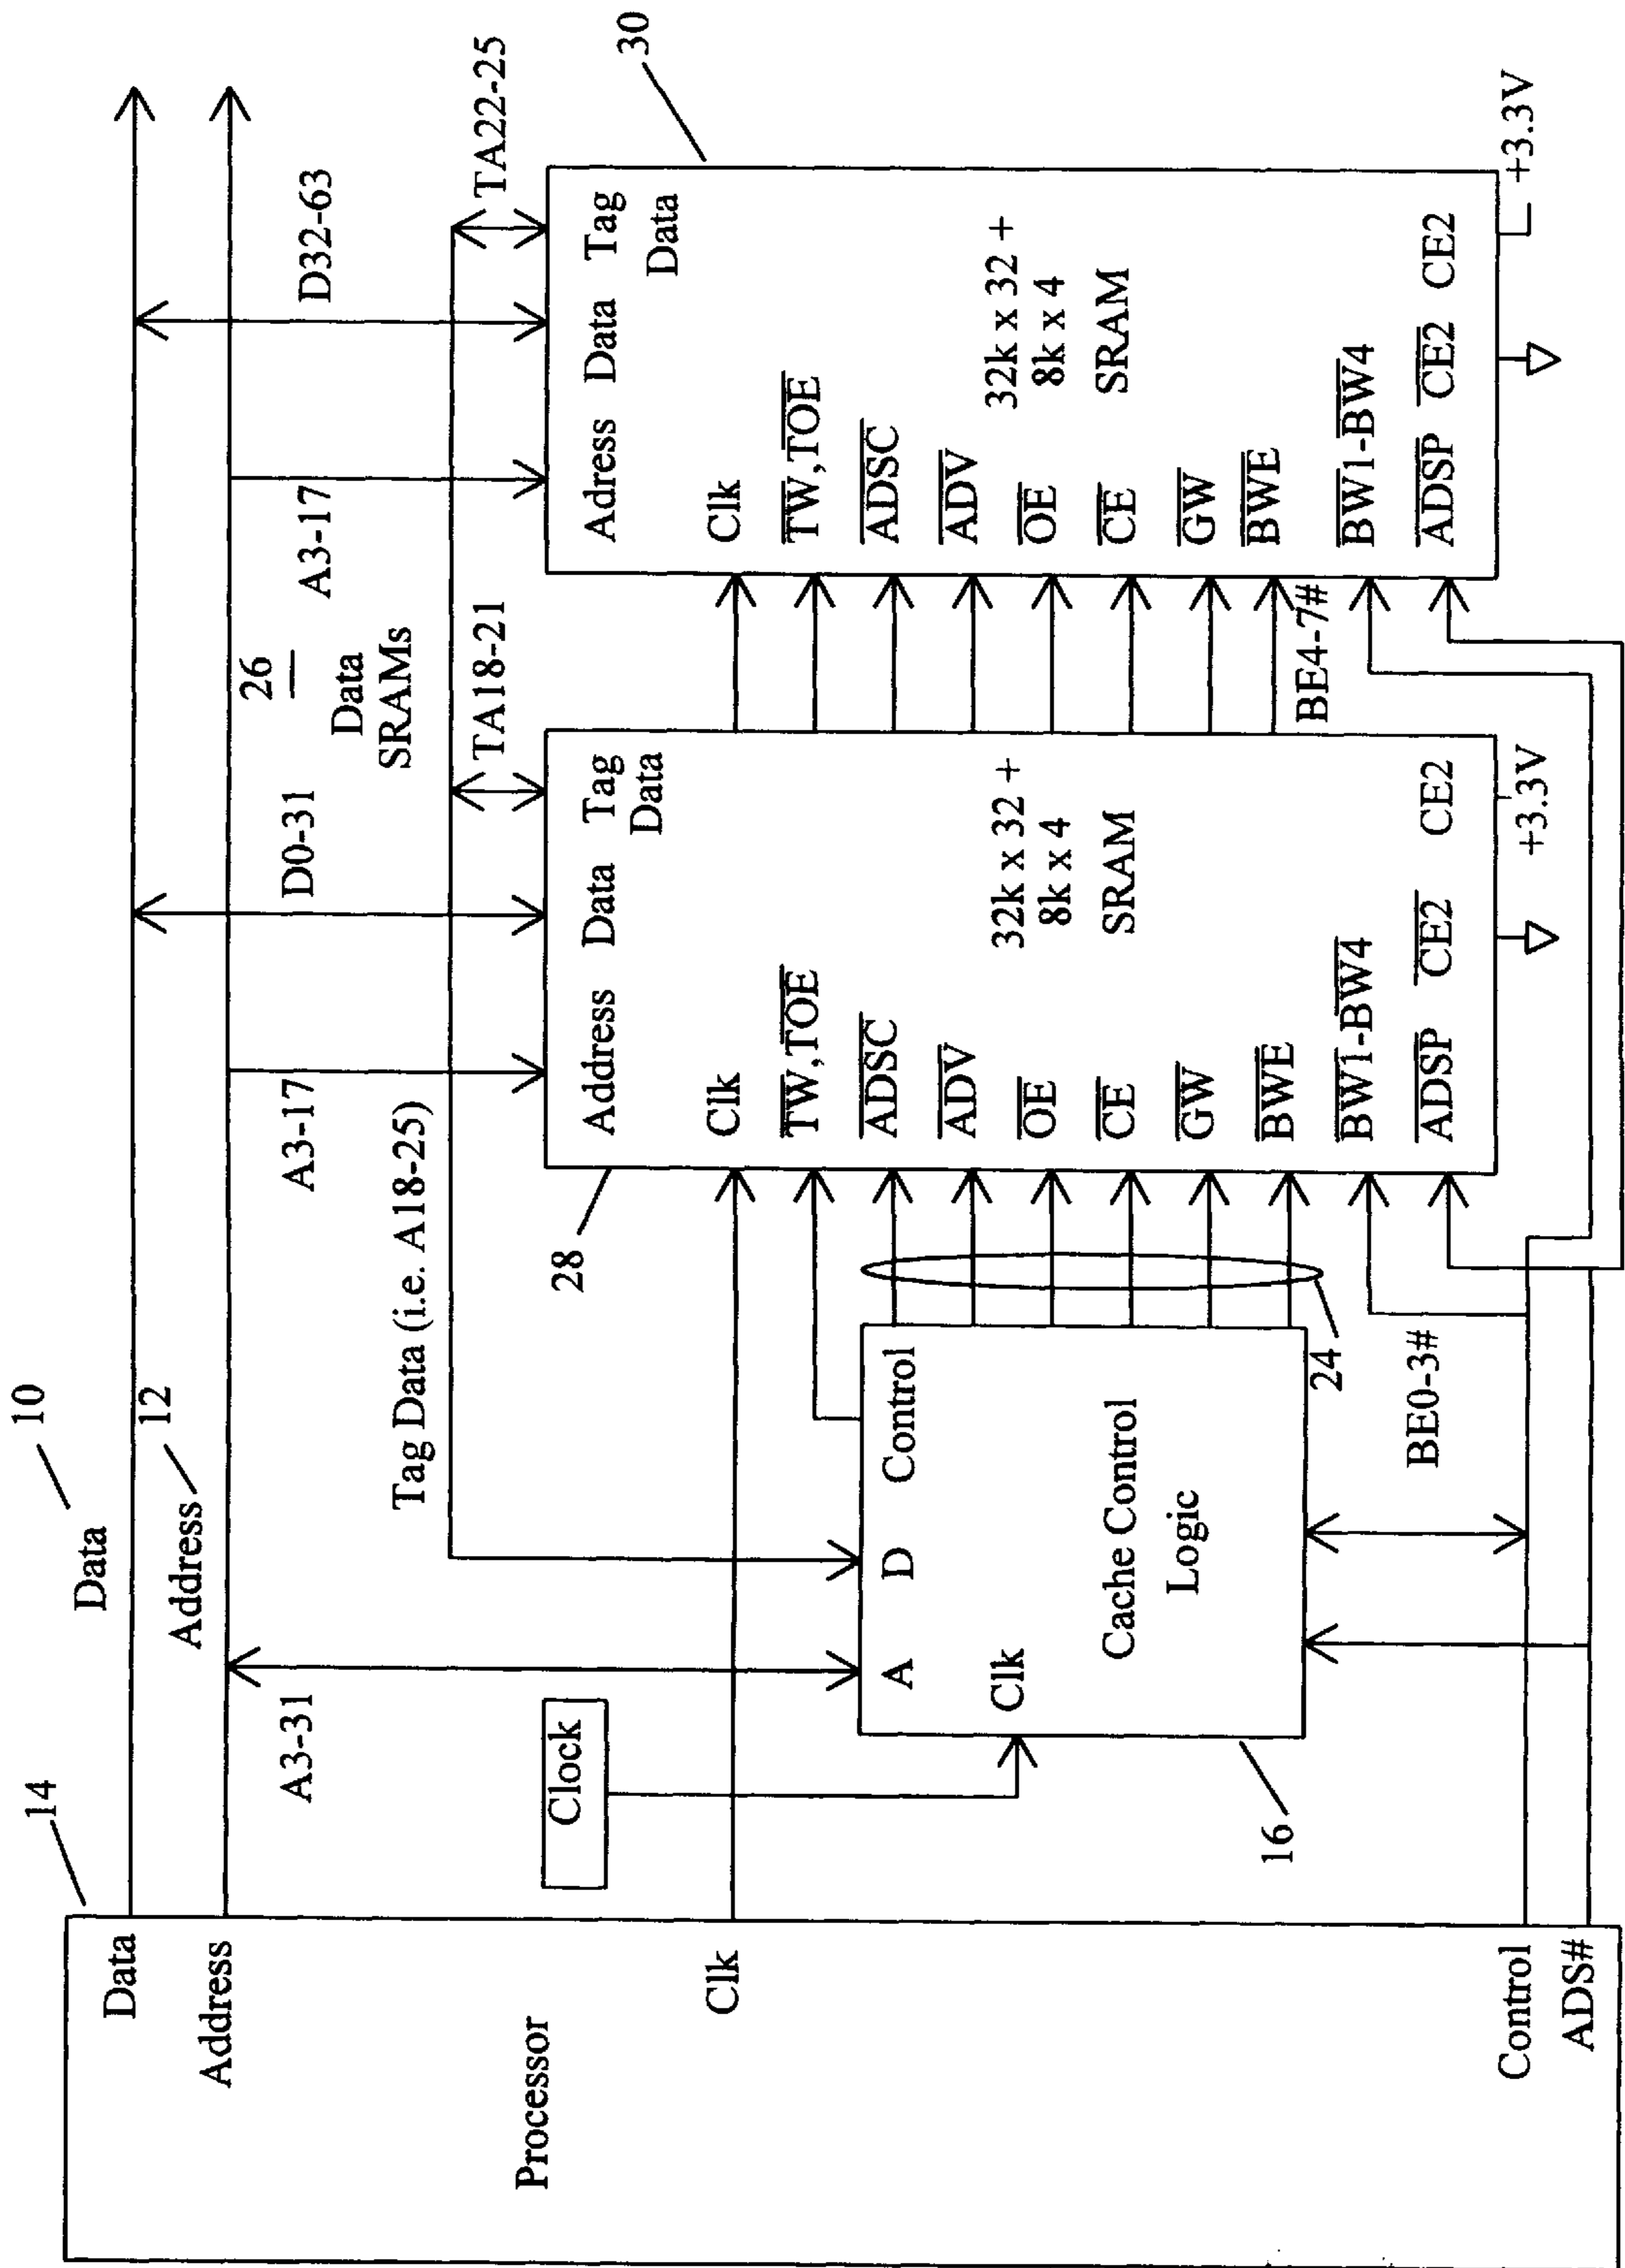 10
Data
12
Address
14
Data
Address
Processor
Clk
Control
ADS#
A3-31
Clock
16
A D Control
Clk
Cache Control
Logic
24
BE0-3#
Tag Data (i.e. A18-25)
A3-17
D0-31
26
Data
SRAMs
TA18-21
28
Address Data Tag
Data
Clk
TW,TOE
ADSC
ADV
OE
CE
GW
BWE
BW1-BW4
ADSP CE2 CE2
32k x 32 +
8k x 4
SRAM
+3.3V
BE4-7#
A3-17
D32-63
TA22-25
30
Adress Data Tag
Data
Clk
TW,TOE
ADSC
ADV
OE
CE
GW
BWE
BW1-BW4
ADSP CE2 CE2
32k x 32 +
8k x 4
SRAM
+3.3V